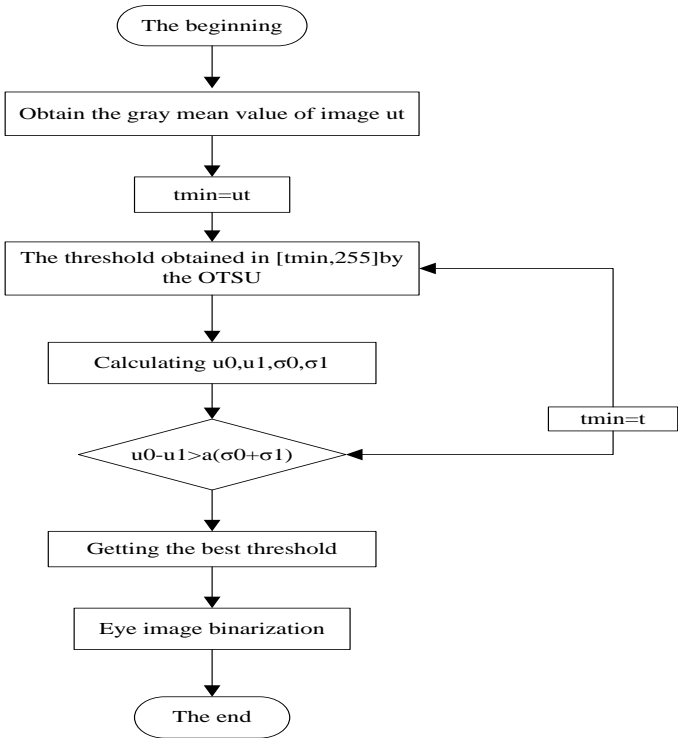 The beginning
Obtain the gray mean value of image ut
tmin=ut
The threshold obtained in [tmin,255]by
the OTSU
Calculating u0,u1,σ0,σ1
tmin=t
u0-u1>a(σ0+σ1)
Getting the best threshold
Eye image binarization
The end